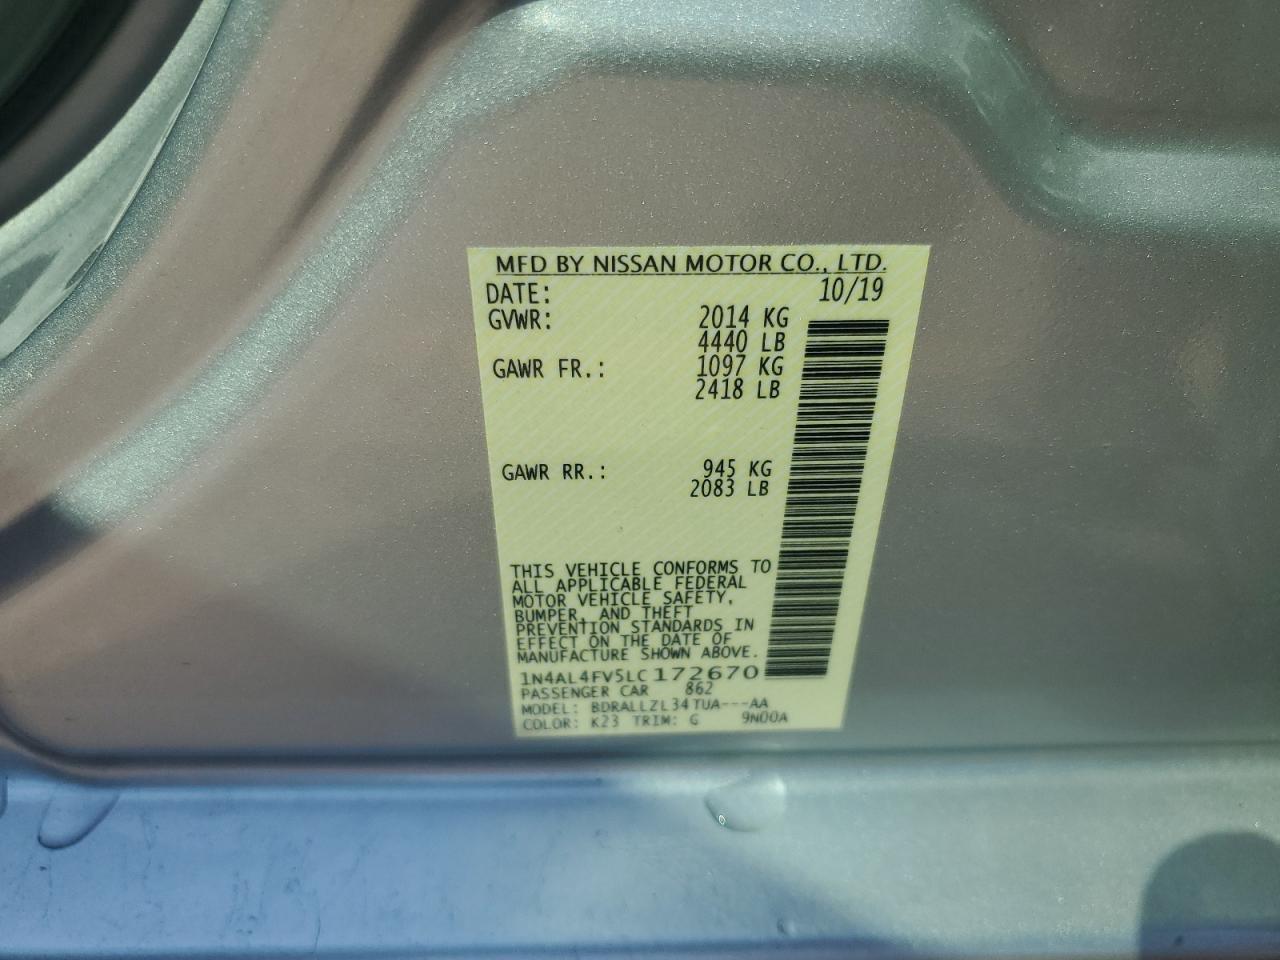 MFD BY NISSAN MOTOR CO., LTD.
DATE: 10/19
GVWR: 2014 KG
4440 LB
GAWR FR.: 1097 KG
2418 LB
GAWR RR.: 945 KG
2083 LB
THIS VEHICLE CONFORMS TO
ALL APPLICABLE FEDERAL
MOTOR VEHICLE SAFETY,
BUMPER, AND THEFT
PREVENTION STANDARDS IN
EFFECT ON THE DATE OF
MANUFACTURE SHOWN ABOVE.
1N4AL4FV5LC172670
PASSENGER CAR 862
MODEL: BDRALLZL34TUA---AA
COLOR: K23 TRIM: G 9N00A